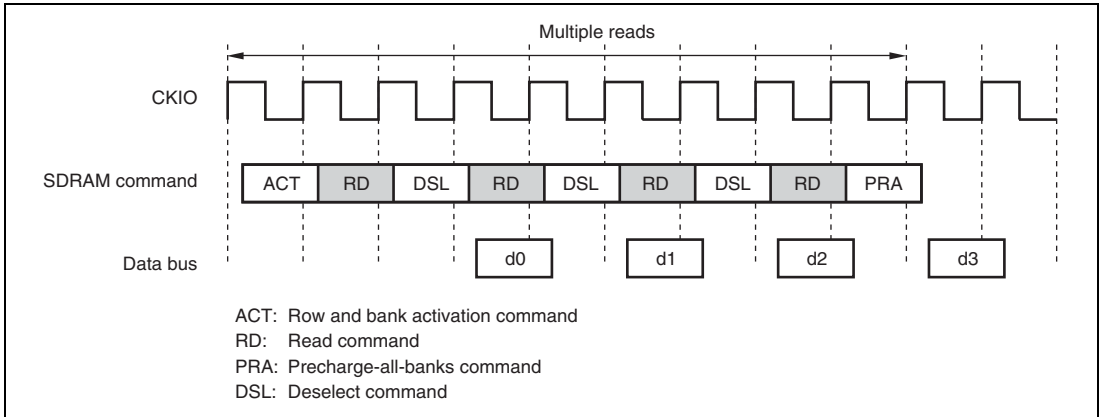 Multiple reads
CKIO
SDRAM command ACT RD DSL RD DSL RD DSL RD PRA
Data bus d0 d1 d2 d3
ACT: Row and bank activation command
RD: Read command
PRA: Precharge-all-banks command
DSL: Deselect command